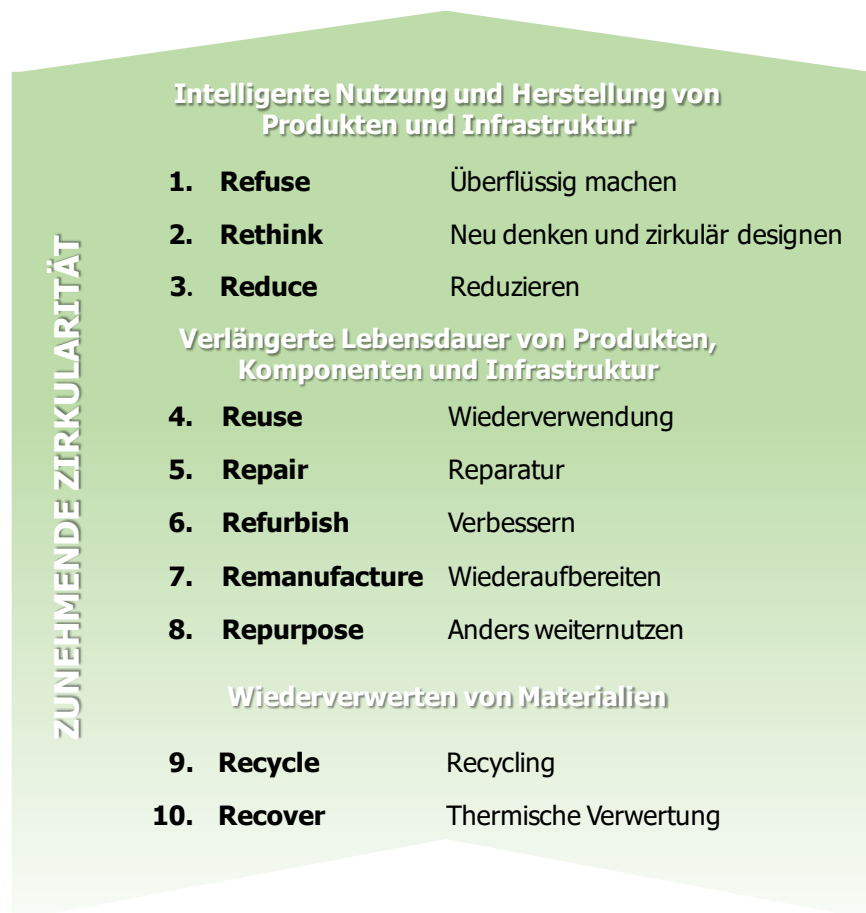 Intelligente Nutzung und Herstellung von
Produkten und Infrastruktur
1. Refuse Überflüssig machen
2. Rethink Neu denken und zirkulär designen
3. Reduce Reduzieren
Verlängerte Lebensdauer von Produkten,
Komponenten und Infrastruktur
4. Reuse Wiederverwendung
5. Repair Reparatur
6. Refurbish Verbessern
7. Remanufacture Wiederaufbereiten
8. Repurpose Anders weiternutzen
Wiederverwerten von Materialien
9. Recycle Recycling
10. Recover Thermische Verwertung
ZUNEHMENDE ZIRKULARITÄT